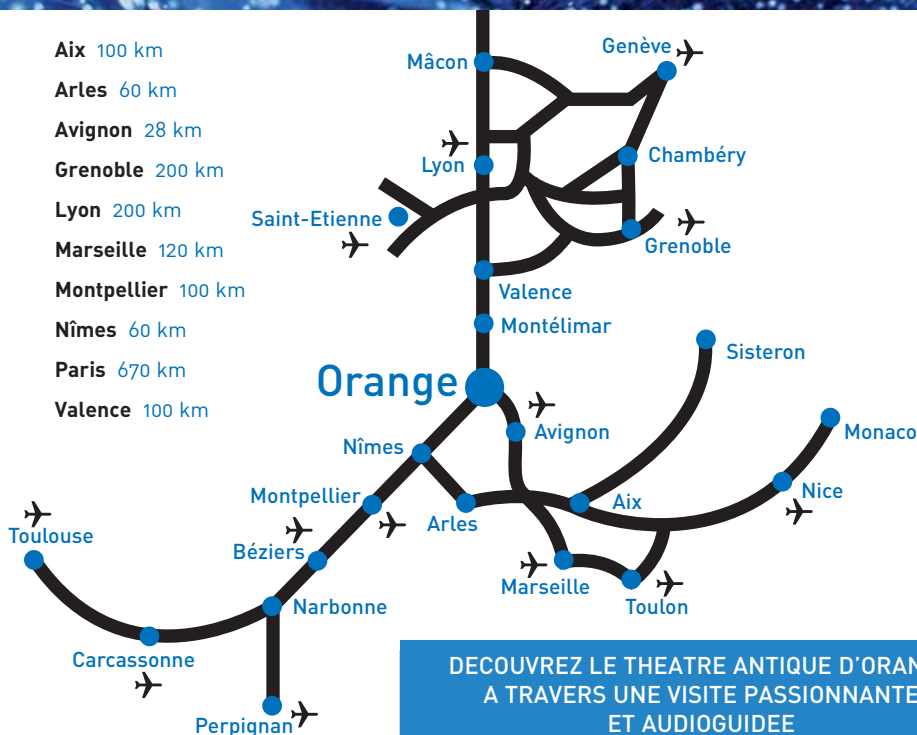 Aix 100 km
Arles 60 km
Avignon 28 km
Grenoble 200 km
Lyon 200 km
Marseille 120 km
Montpellier 100 km
Nîmes 60 km
Paris 670 km
Valence 100 km
Mâcon
Genève
Lyon
Chambéry
Saint-Etienne
Grenoble
Valence
Montélimar
Sisteron
Orange
Avignon
Monaco
Nîmes
Montpellier
Arles
Aix
Nice
Toulouse
Béziers
Marseille
Toulon
Narbonne
Carcassonne
Perpignan
DECOUVREZ LE THEATRE ANTIQUE D'ORAN
A TRAVERS UNE VISITE PASSIONNANTE
ET AUDIOGUIDEE